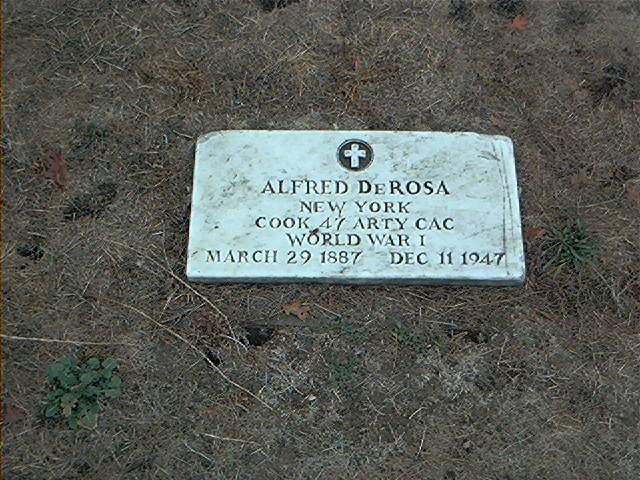 ALFRED DEROSA
NEW YORK
COOK 47 ARTY CAC
WORLD WAR I
MARCH 29 1887 DEC 11 1947